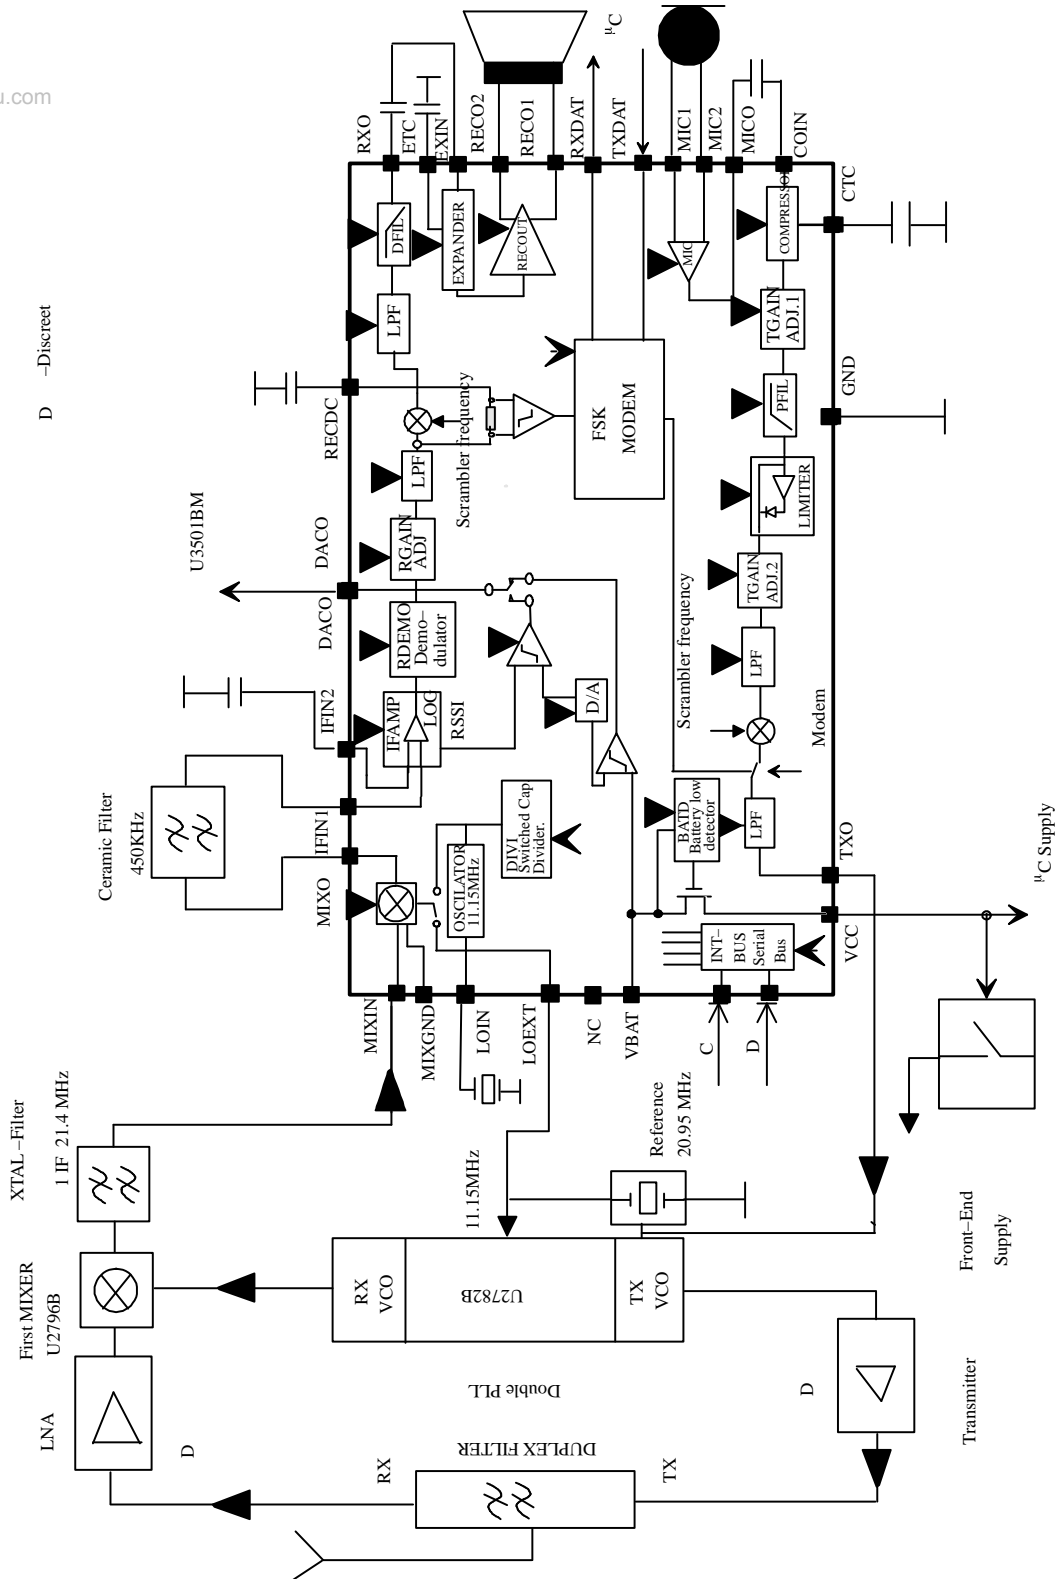 u.com
D –Discreet
RXO
ETC
EXIN
RECO2
RECO1
RXDAT
TXDAT
µC
MIC1
MIC2
MICO
COIN
CTC
DFIL
EXPANDER
RECOUT
MIC
COMPRESSOR
LPF
TGAIN
ADJ.1
GND
RECDC
Scrambler frequency
FSK
MODEM
PFIL
LPF
LIMITER
U3501BM
DACO
RGAIN
ADJ
TGAIN
ADJ.2
DACO
RDEMO
Demo–
dulator
Scrambler frequency
LPF
IFIN2
IFAMP
LOG
RSSI
D/A
Modem
Ceramic Filter
450KHz
IFIN1
DIVI
Switched Cap.
Divider.
BATD
Battery low
detector
LPF
TXO
µC Supply
MIXO
OSCILATOR
11.15MHz
INT–
BUS
Serial
Bus
VCC
MIXIN
MIXGND
LOIN
LOEXT
NC
VBAT
C
D
XTAL –Filter
1 IF 21.4 MHz
11.15MHz
Reference
20.95 MHz
Front–End
Supply
First MIXER
U2796B
RX
VCO
U2782B
TX
VCO
Double PLL
LNA
D
D
Transmitter
RX
DUPLEX FILTER
TX